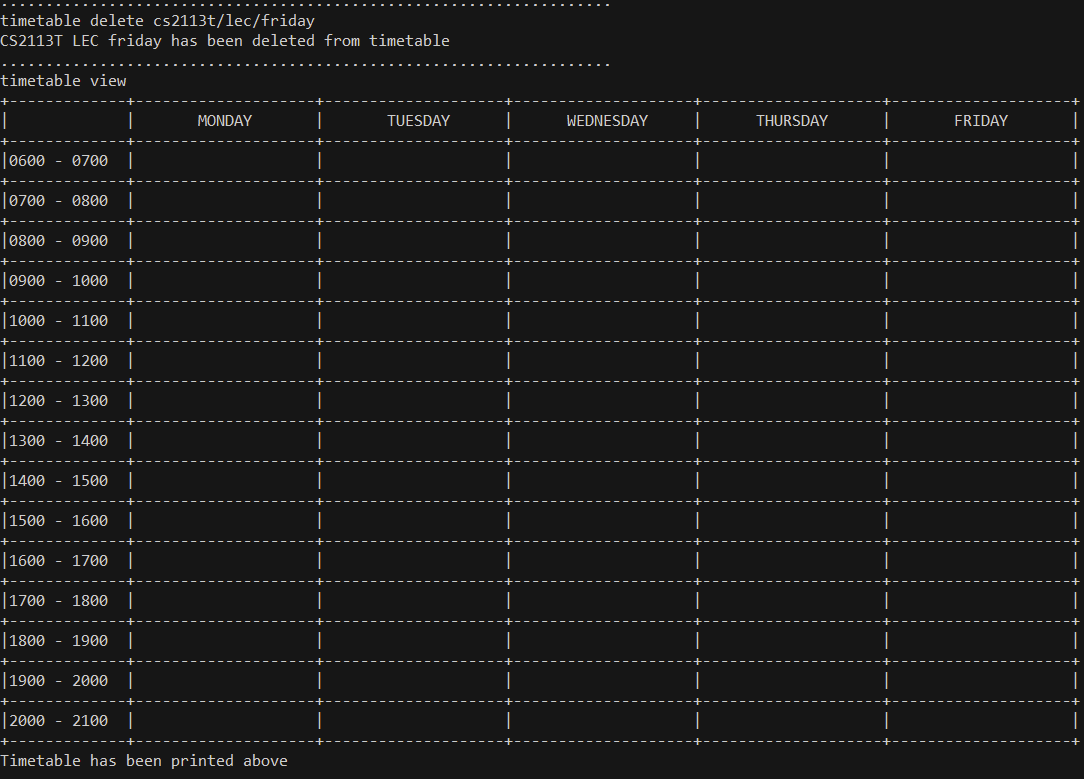 timetable delete cs2113t/lec/friday
CS2113T LEC friday has been deleted from timetable
timetable view
MONDAY TUESDAY WEDNESDAY THURSDAY FRIDAY
0600 - 0700
0700 - 0800
0800 - 0900
0900 - 1000
1000 - 1100
1100 - 1200
1200 - 1300
1300 - 1400
1400 - 1500
1500 - 1600
1600 - 1700
1700 - 1800
1800 - 1900
1900 - 2000
2000 - 2100
Timetable has been printed above